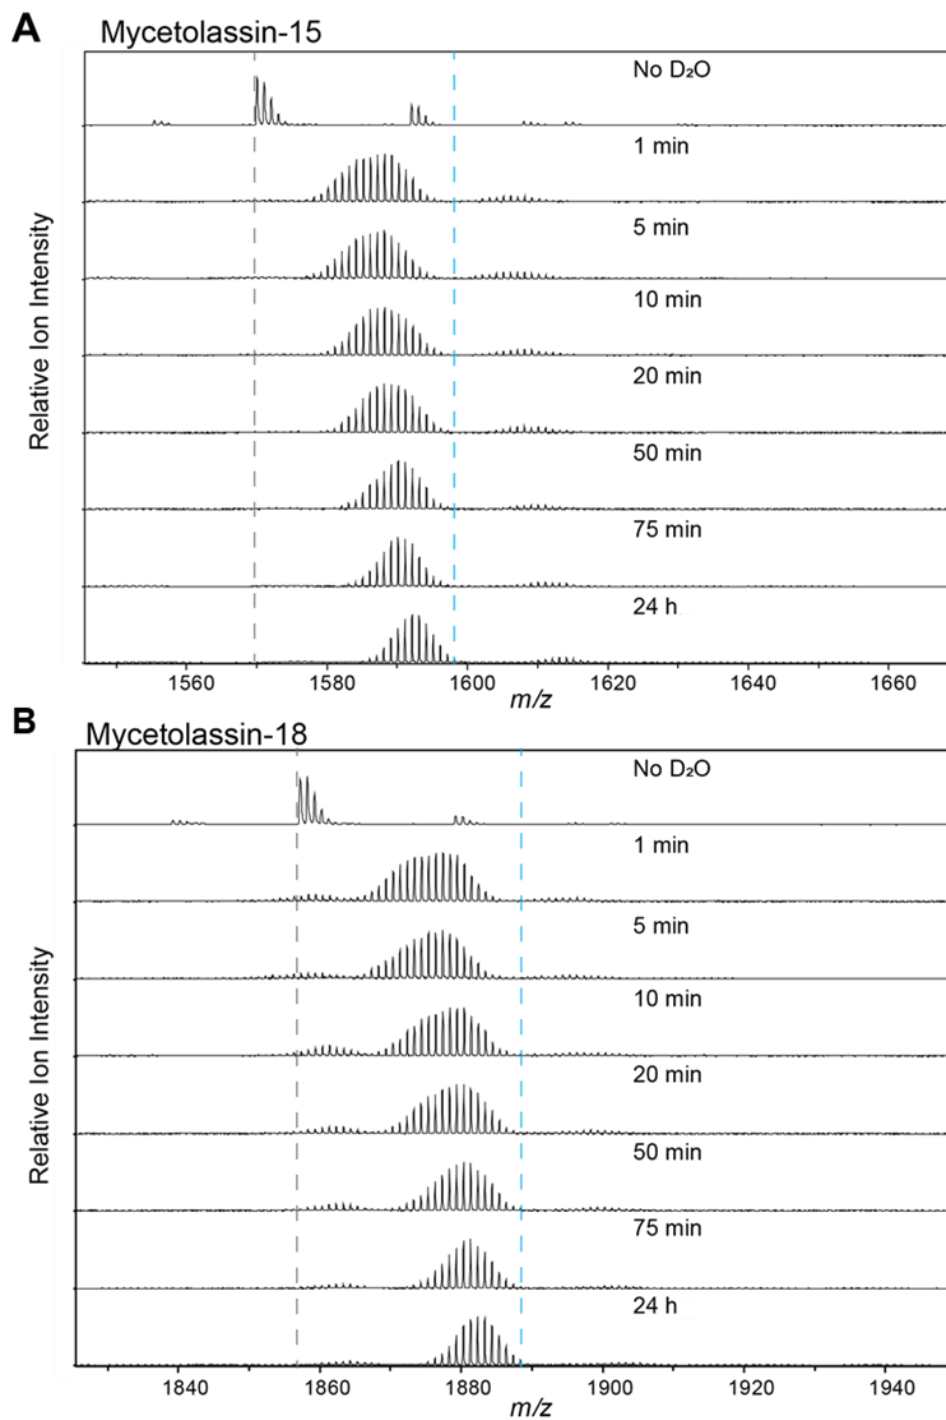 A
Mycetolassin-15
No D₂O
1 min
5 min
10 min
20 min
50 min
75 min
24 h
Relative Ion Intensity
1560 1580 1600 1620 1640 1660
m/z
B
Mycetolassin-18
No D₂O
1 min
5 min
10 min
20 min
50 min
75 min
24 h
Relative Ion Intensity
1840 1860 1880 1900 1920 1940
m/z